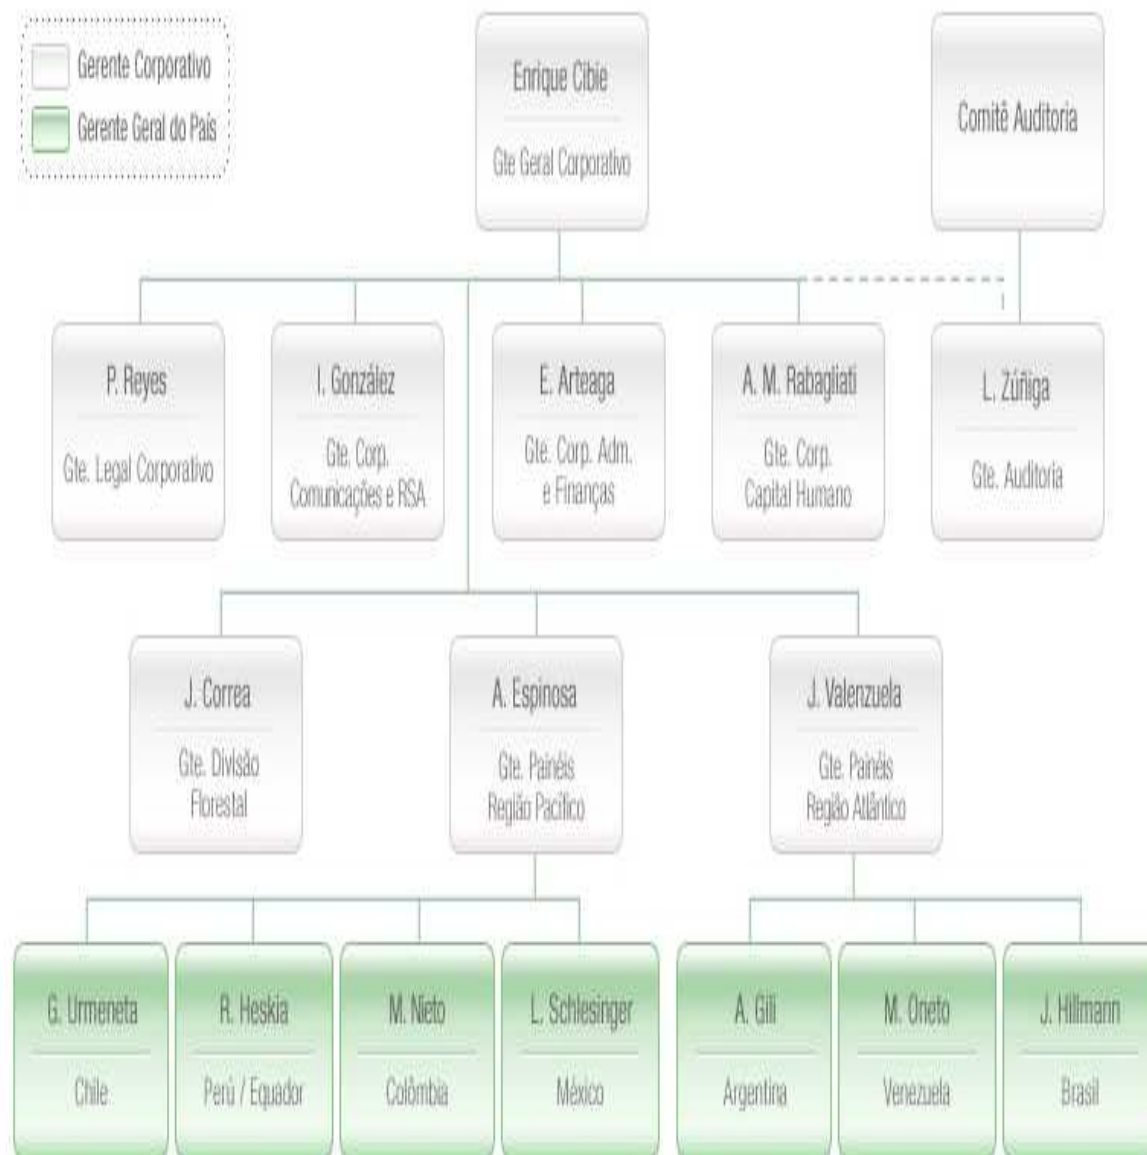 Gerente Corporativo
Gerente Geral do País
Enrique Cibie
Gte Geral Corporativo
Comitê Auditoria
P. Reyes
Gte. Legal Corporativo
I. González
Gte. Corp.
Comunicações e RSA
E. Arteaga
Gte. Corp. Adm.
e Finanças
A. M. Rabagliati
Gte. Corp.
Capital Humano
L. Zúñiga
Gte. Auditoria
J. Correa
Gte. Divisão
Florestal
A. Espinosa
Gte. Painéis
Região Pacífico
J. Valenzuela
Gte. Painéis
Região Atlântico
G. Urmeneta
Chile
R. Heskia
Perú / Equador
M. Nieto
Colômbia
L. Schlesinger
México
A. Gili
Argentina
M. Oneto
Venezuela
J. Hillmann
Brasil